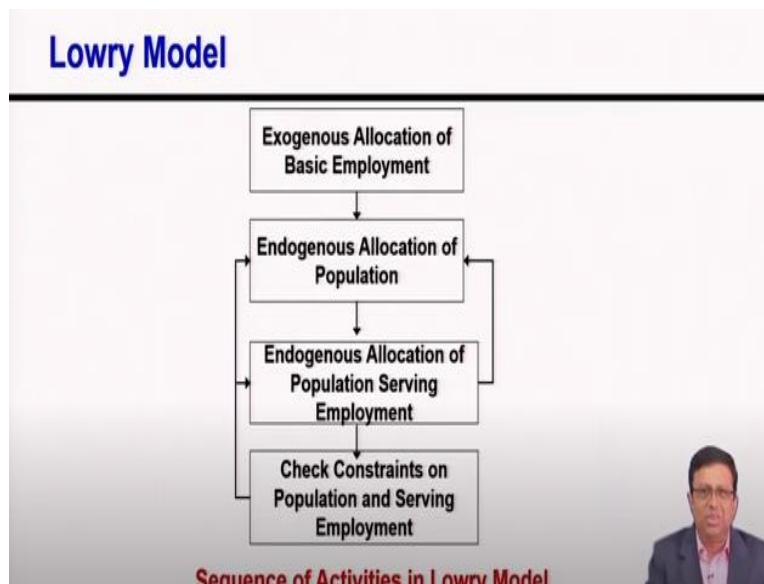 Lowry Model
Exogenous Allocation of
Basic Employment
Endogenous Allocation of
Population
Endogenous Allocation of
Population Serving
Employment
Check Constraints on
Population and Serving
Employment
Sequence of Activities in Lowry Model